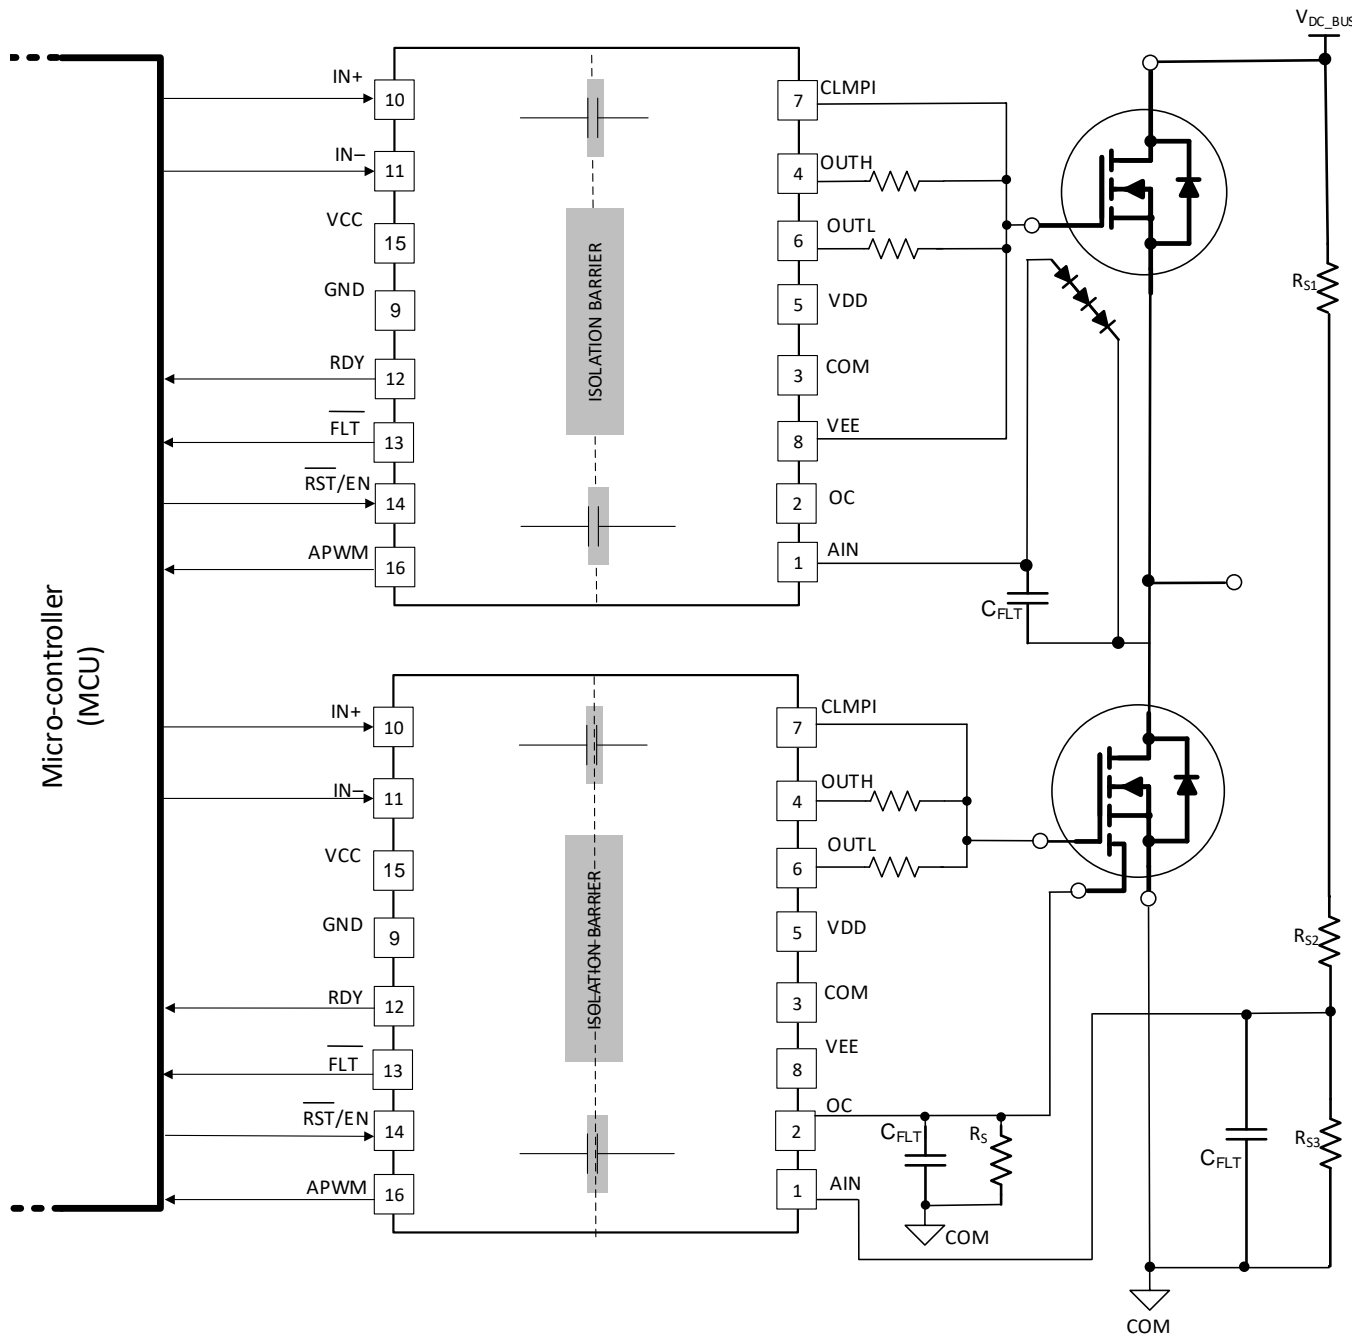 V_DC_BUS
IN+
10
IN–
11
VCC
15
GND
9
RDY
12
FLT
13
RST/EN
14
APWM
16
ISOLATION BARRIER
7
CLMPI
4
OUTH
6
OUTL
5
VDD
3
COM
8
VEE
2
OC
1
AIN
C_FLT
R_S1
Micro-controller
(MCU)
IN+
10
IN–
11
VCC
15
GND
9
RDY
12
FLT
13
RST/EN
14
APWM
16
ISOLATION BARRIER
7
CLMPI
4
OUTH
6
OUTL
5
VDD
3
COM
8
VEE
2
OC
1
AIN
C_FLT
R_S
COM
R_S2
C_FLT
R_S3
COM